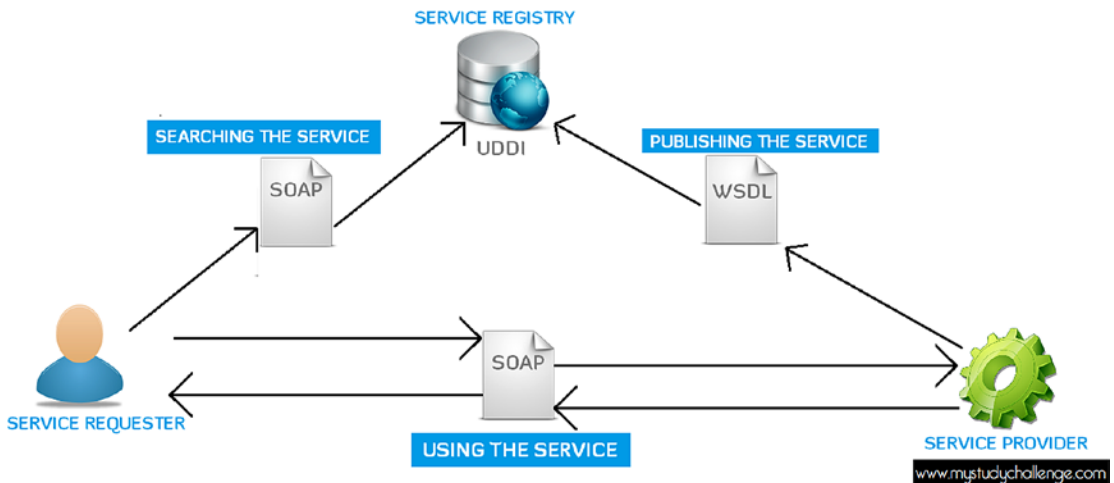 SERVICE REGISTRY
UDDI
SEARCHING THE SERVICE
SOAP
PUBLISHING THE SERVICE
WSDL
SERVICE REQUESTER
SOAP
USING THE SERVICE
SERVICE PROVIDER
www.mystudychallenge.com